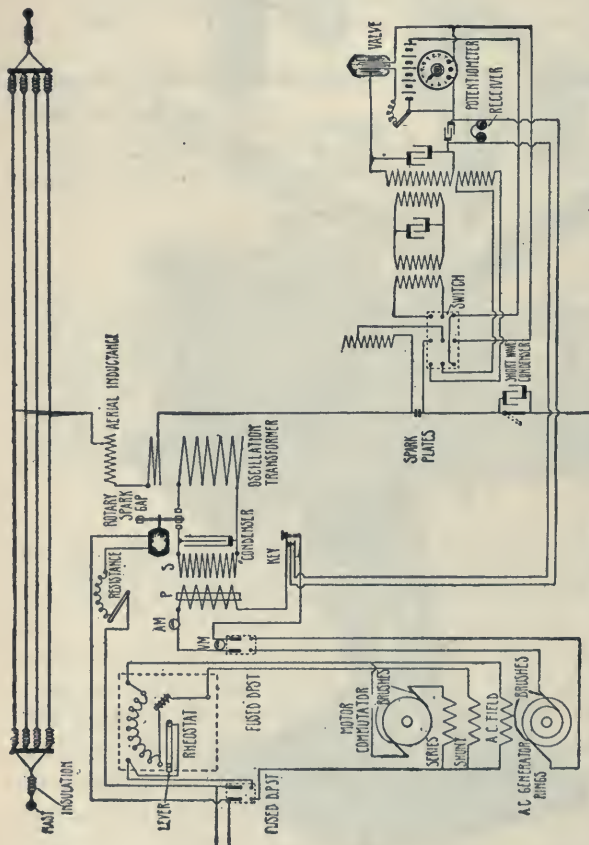 MAST
INSULATION
LEVER
RHEOSTAT
FUSED D.P.S.T
FUSED DPST
RESISTANCE
ROTARY
SPARK
GAP
AERIAL INDUCTANCE
AM
P
S
VM
CONDENSER
OSCILLATION
TRANSFORMER
KEY
MOTOR
COMMUTATOR
BRUSHES
SERIES
SHUNT
A.C. FIELD
A C GENERATOR
RINGS
BRUSHES
SPARK
PLATES
SWITCH
SHORT WAVE
CONDENSER
VALVE
POTENTIOMETER
RECEIVER